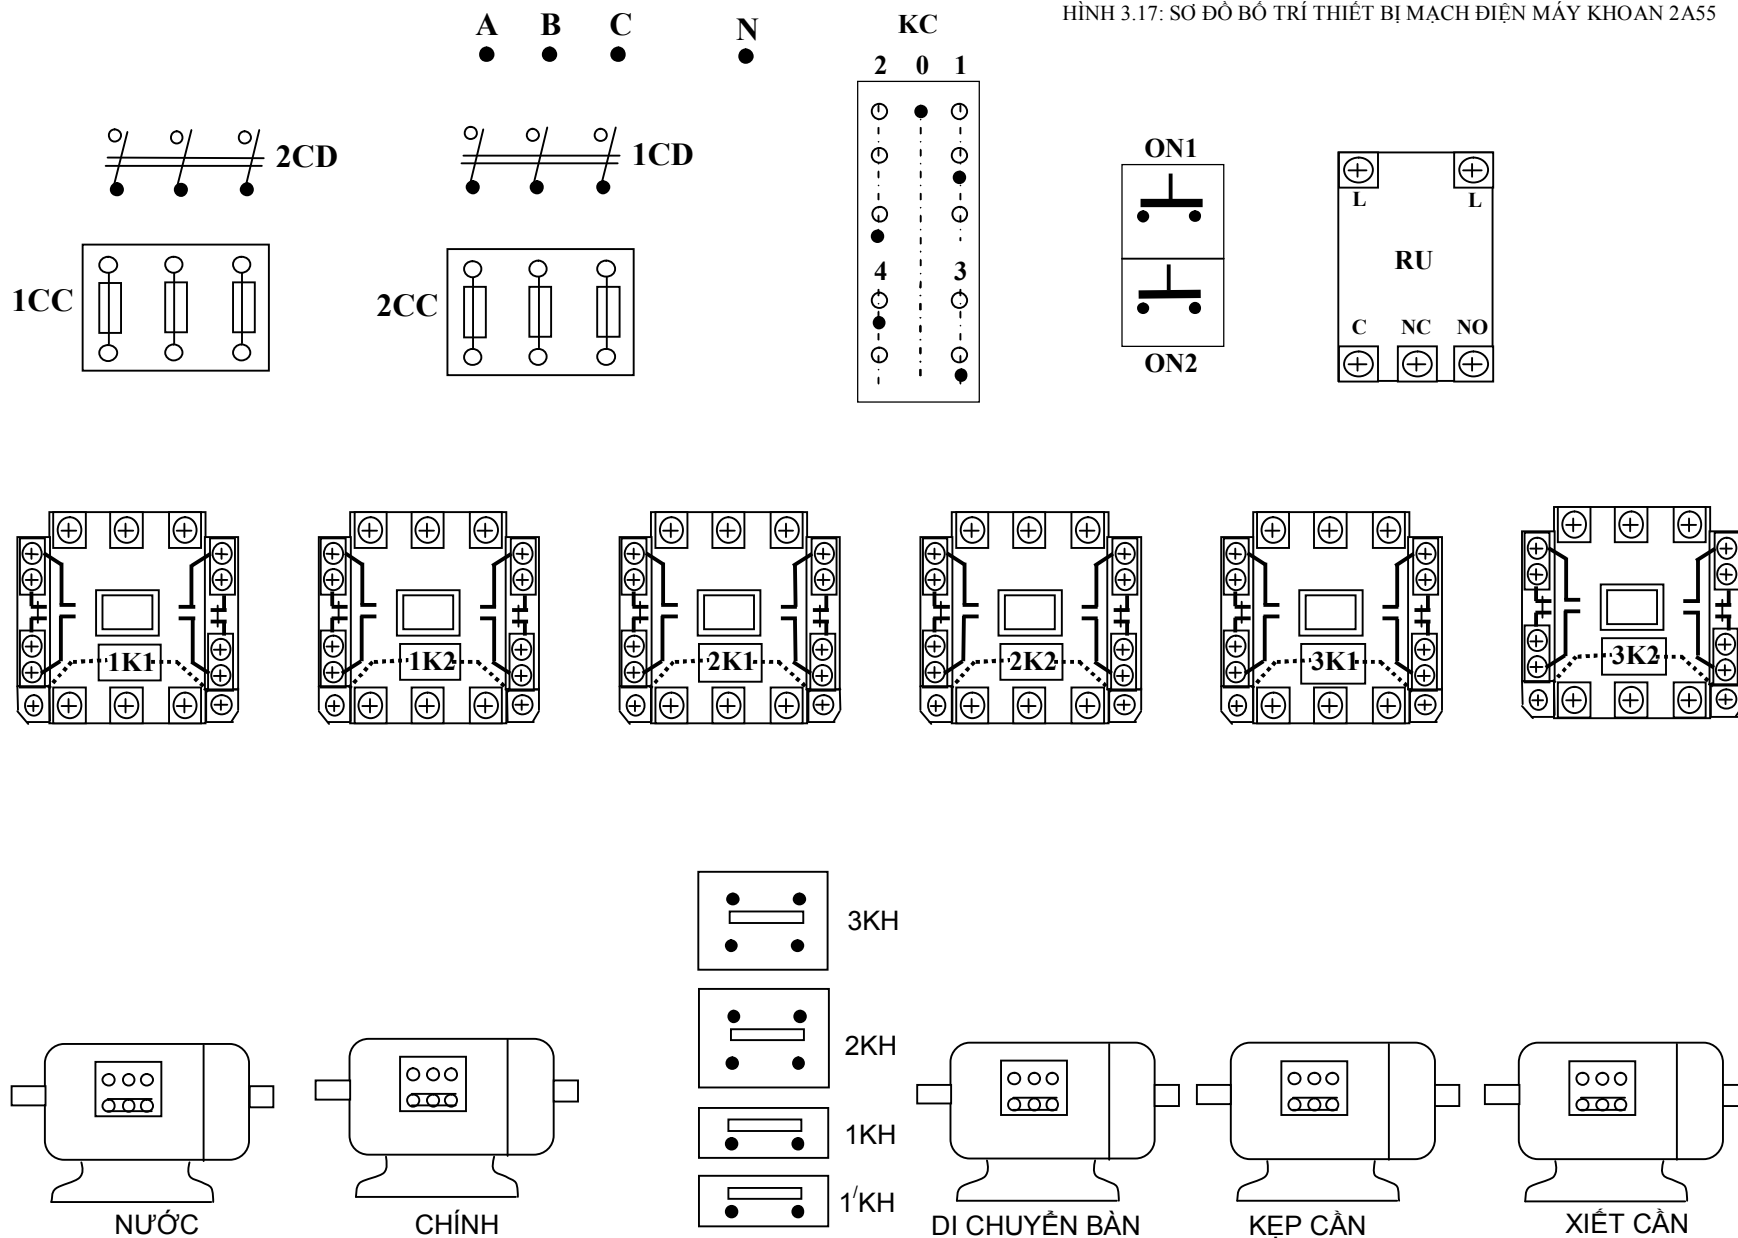 HÌNH 3.17: SƠ ĐỒ BỐ TRÍ THIẾT BỊ MẠCH ĐIỆN MÁY KHOAN 2A55
A B C N
KC
2 0 1
2CD
1CD
ON1
L L
RU
1CC
2CC
4 3
C NC NO
ON2
1K1 1K2 2K1 2K2 3K1 3K2
3KH
2KH
1KH
1/KH
NƯỚC
CHÍNH
DI CHUYỂN BÀN
KẸP CẦN
XIẾT CẦN